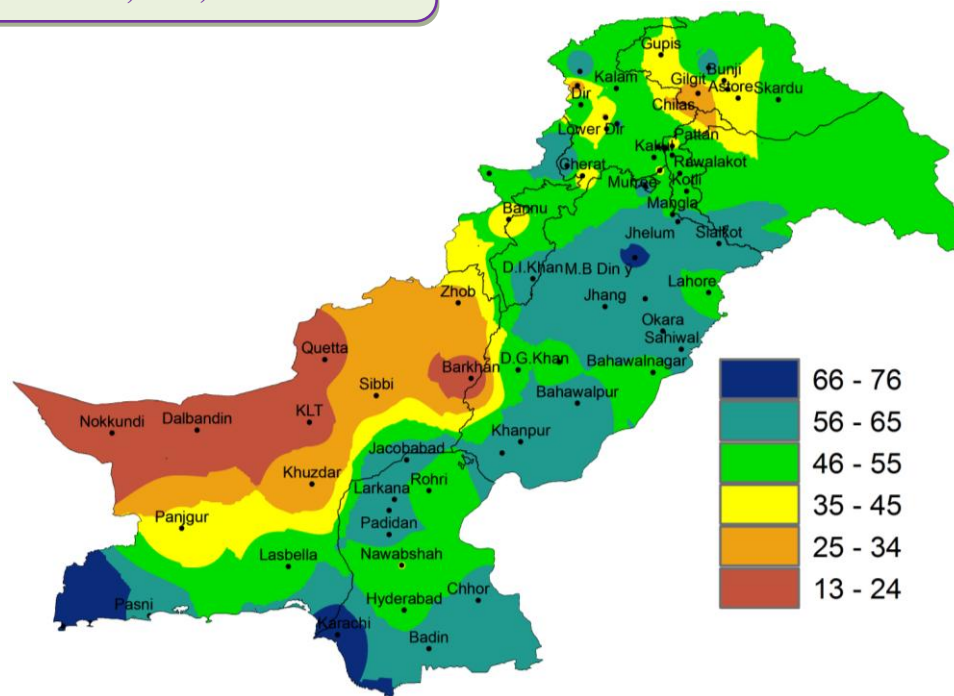 Gupis
Bunji
Kalam
Gilgit
Astore
Skardu
Dir
Chilas
Lower Dir
Pattan
Kakul
Rawalakot
Cherat
Murree
Kotli
Bannu
Mangla
Jhelum
Sialkot
D.I.Khan
M.B Din y
Lahore
Zhob
Jhang
Okara
Quetta
Sahiwal
D.G.Khan
Bahawalnagar
Barkhan
Sibbi
Bahawalpur
Nokkundi
Dalbandin
KLT
Khanpur
Jacobabad
Khuzdar
Rohri
Larkana
Panjgur
Padidan
Lasbella
Nawabshah
Chhor
Pasni
Hyderabad
Karachi
Badin
66 - 76
56 - 65
46 - 55
35 - 45
25 - 34
13 - 24